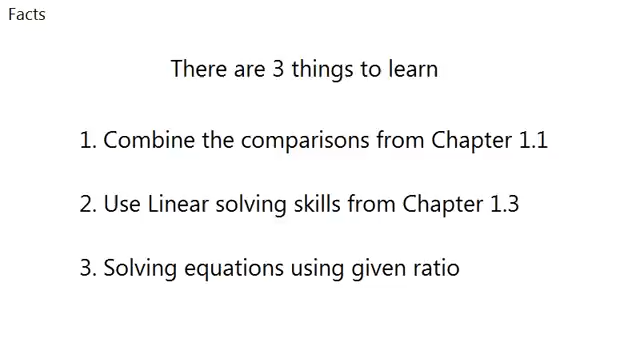 Facts
There are 3 things to learn
1. Combine the comparisons from Chapter 1.1
2. Use Linear solving skills from Chapter 1.3
3. Solving equations using given ratio